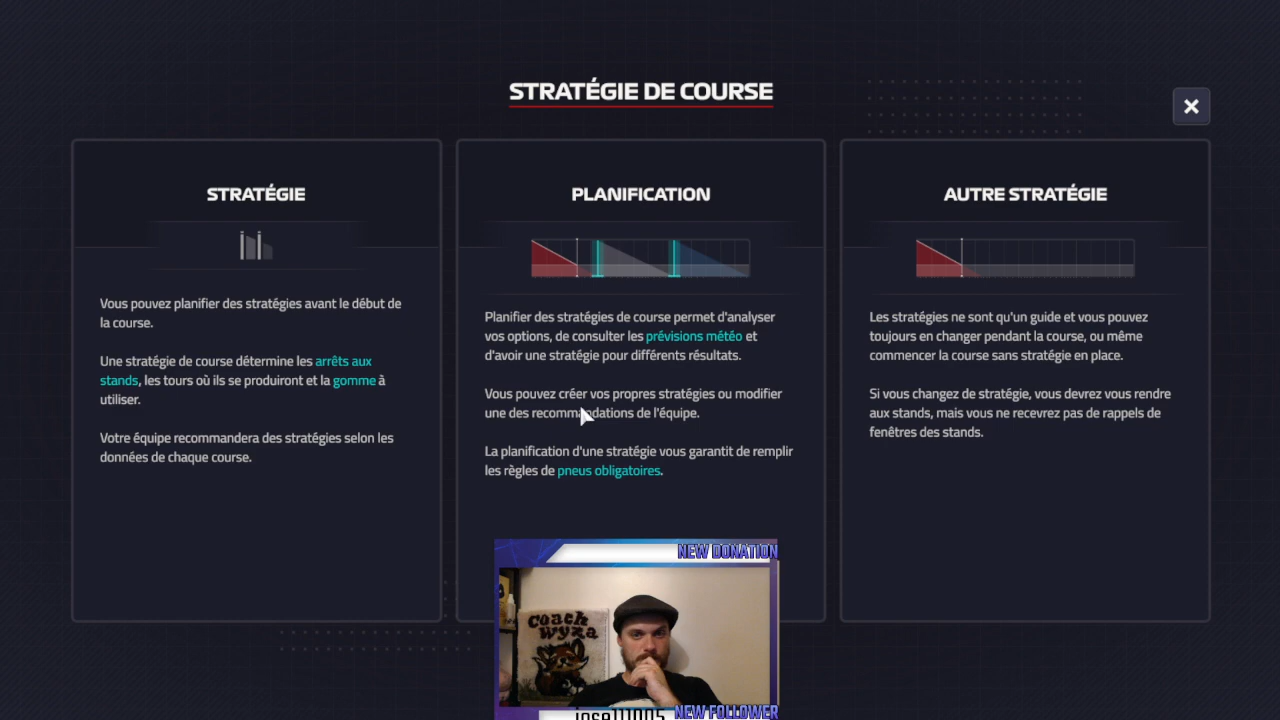 STRATÉGIE DE COURSE
STRATÉGIE
Vous pouvez planifier des stratégies avant le début de
la course.
Une stratégie de course détermine les arrêts aux
stands, les tours où ils se produiront et la gomme à
utiliser.
Votre équipe recommandera des stratégies selon les
données de chaque course.
PLANIFICATION
Planifier des stratégies de course permet d'analyser
vos options, de consulter les prévisions météo et
d'avoir une stratégie pour différents résultats.
Vous pouvez créer vos propres stratégies ou modifier
une des recommandations de l'équipe.
La planification d'une stratégie vous garantit de remplir
les règles de pneus obligatoires.
AUTRE STRATÉGIE
Les stratégies ne sont qu'un guide et vous pouvez
toujours en changer pendant la course, ou même
commencer la course sans stratégie en place.
Si vous changez de stratégie, vous devrez vous rendre
aux stands, mais vous ne recevrez pas de rappels de
fenêtres des stands.
NEW DONATION
COACH
WYZA
NEW FOLLOWER